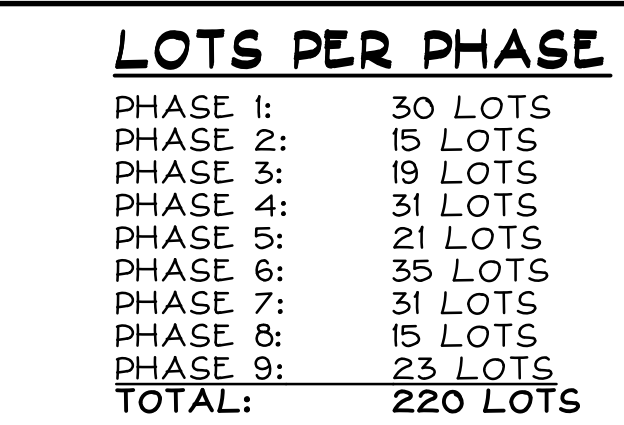 LOTS PER PHASE
PHASE 1: 30 LOTS
PHASE 2: 15 LOTS
PHASE 3: 19 LOTS
PHASE 4: 31 LOTS
PHASE 5: 21 LOTS
PHASE 6: 35 LOTS
PHASE 7: 31 LOTS
PHASE 8: 15 LOTS
PHASE 9: 23 LOTS
TOTAL: 220 LOTS